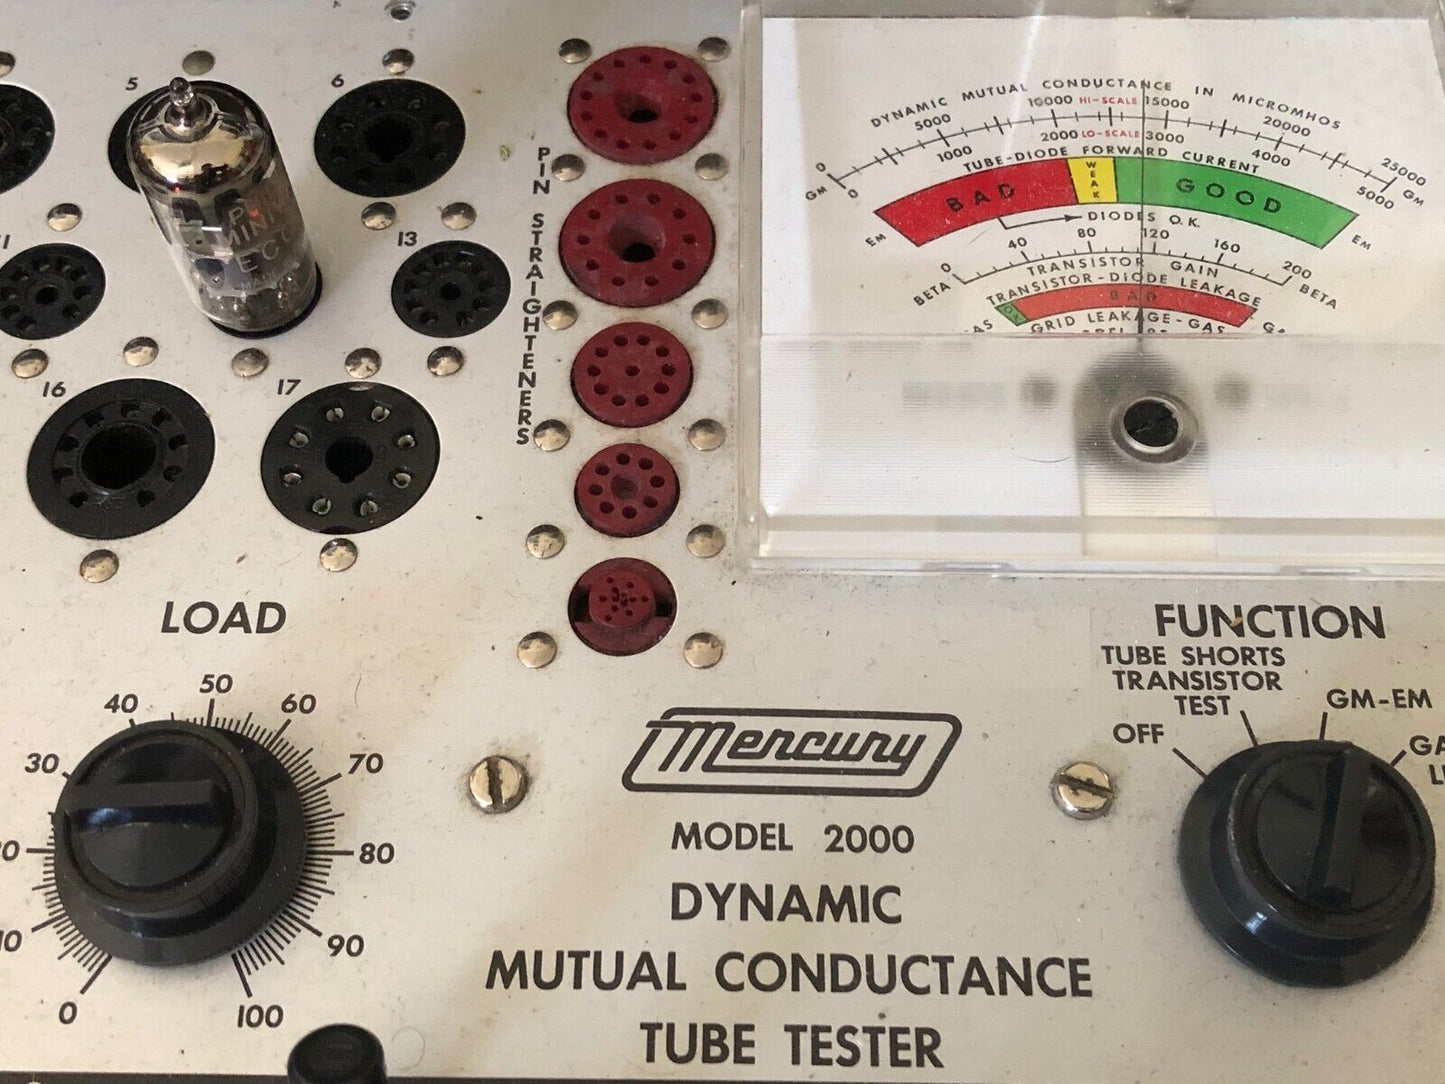 5
6
11
13
16
17
PIN STRAIGHTENERS
DYNAMIC MUTUAL CONDUCTANCE IN MICROMHOS
0 5000 10000 HI-SCALE 15000 20000 25000
GM GM
0 1000 2000 LO-SCALE 3000 4000 5000
TUBE-DIODE FORWARD CURRENT
BAD WEAK GOOD
EM EM
DIODES O.K.
0 40 80 120 160 200
BETA TRANSISTOR GAIN BETA
TRANSISTOR-DIODE LEAKAGE
BAD
GRID LEAKAGE-GAS
LOAD
0 10 30 40 50 60 70 80 90 100
FUNCTION
TUBE SHORTS
TRANSISTOR
TEST
OFF
GM-EM
Mercury
MODEL 2000
DYNAMIC
MUTUAL CONDUCTANCE
TUBE TESTER